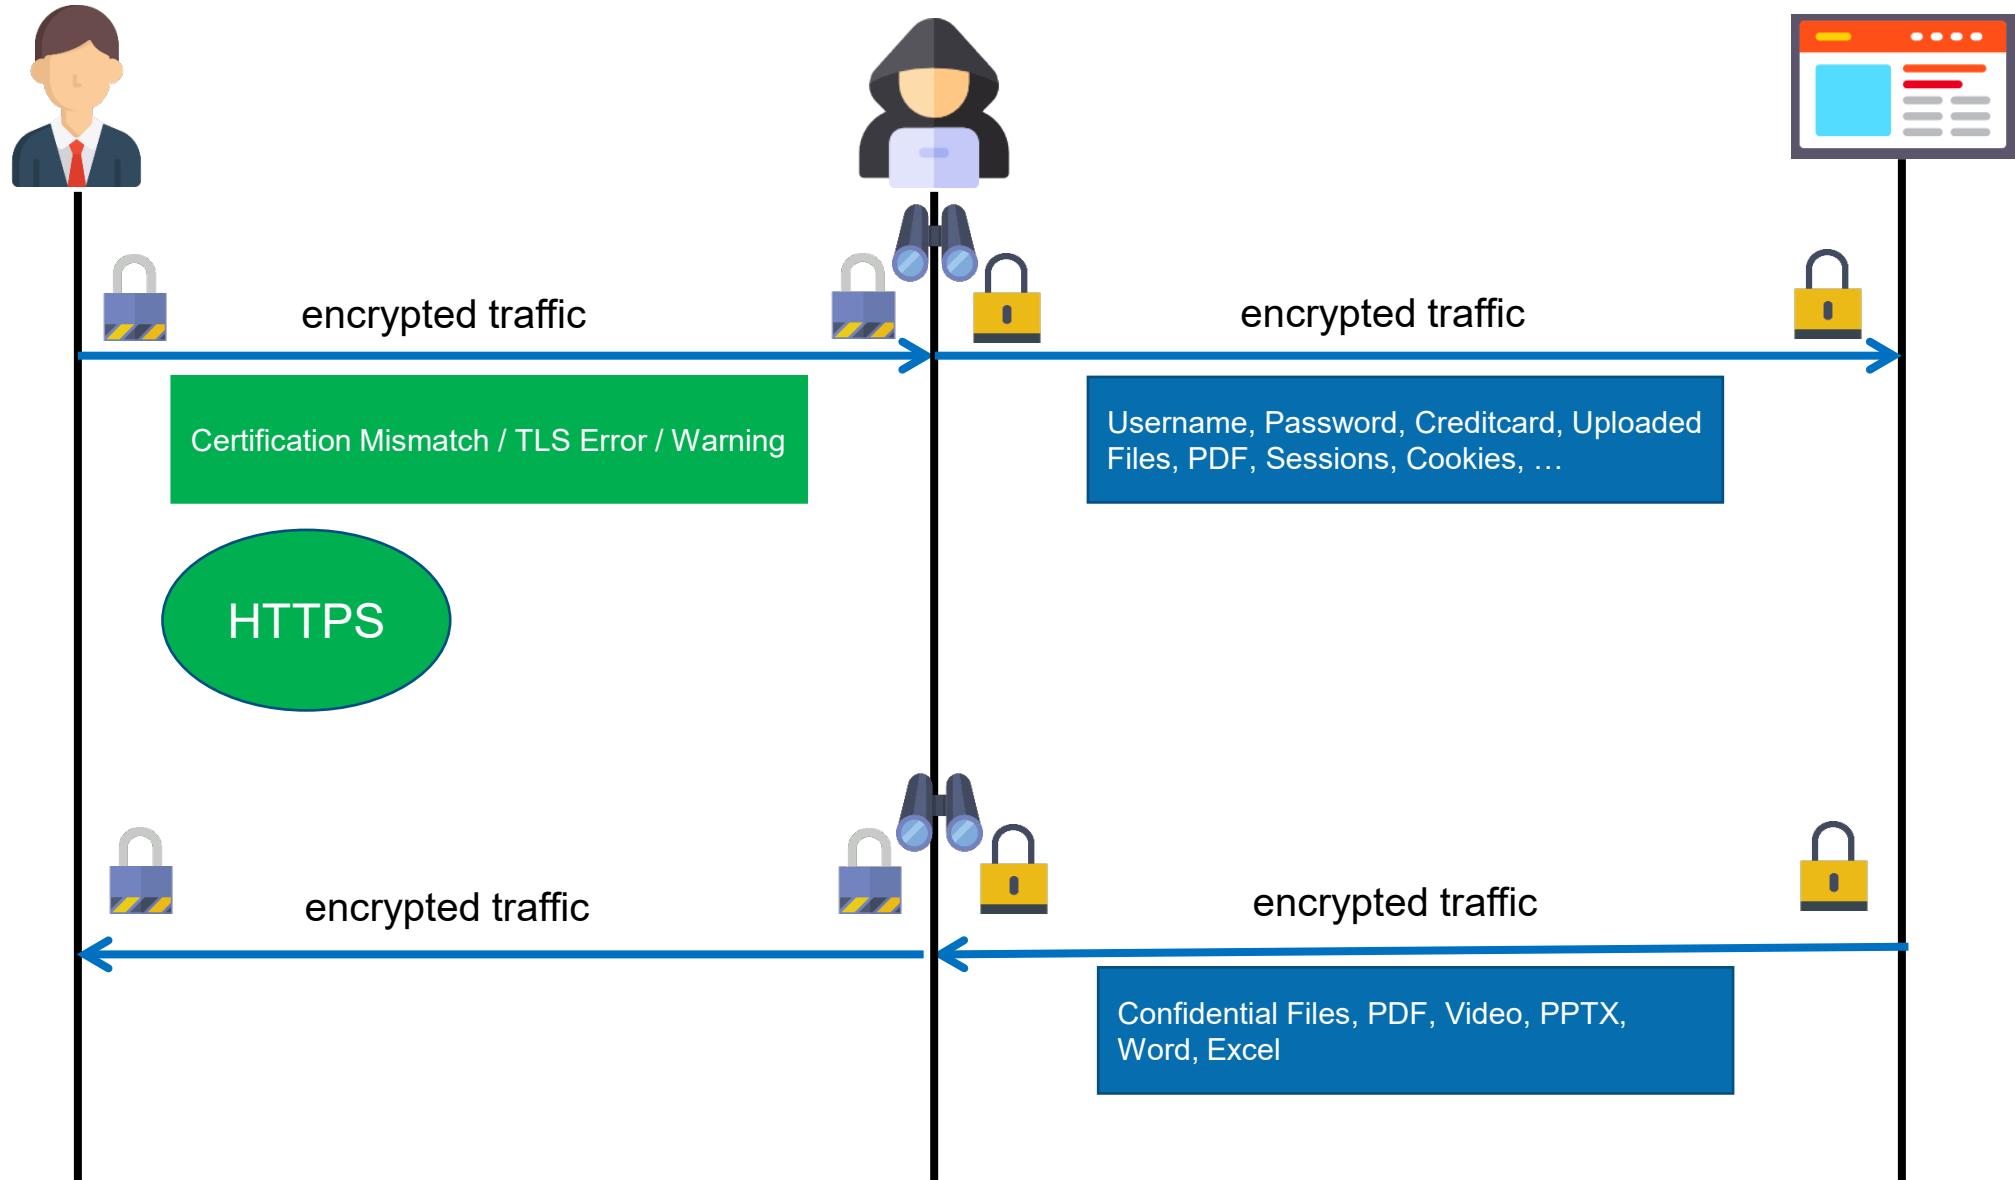 encrypted traffic
encrypted traffic
Certification Mismatch / TLS Error / Warning
Username, Password, Creditcard, Uploaded
Files, PDF, Sessions, Cookies, …
HTTPS
encrypted traffic
encrypted traffic
Confidential Files, PDF, Video, PPTX,
Word, Excel